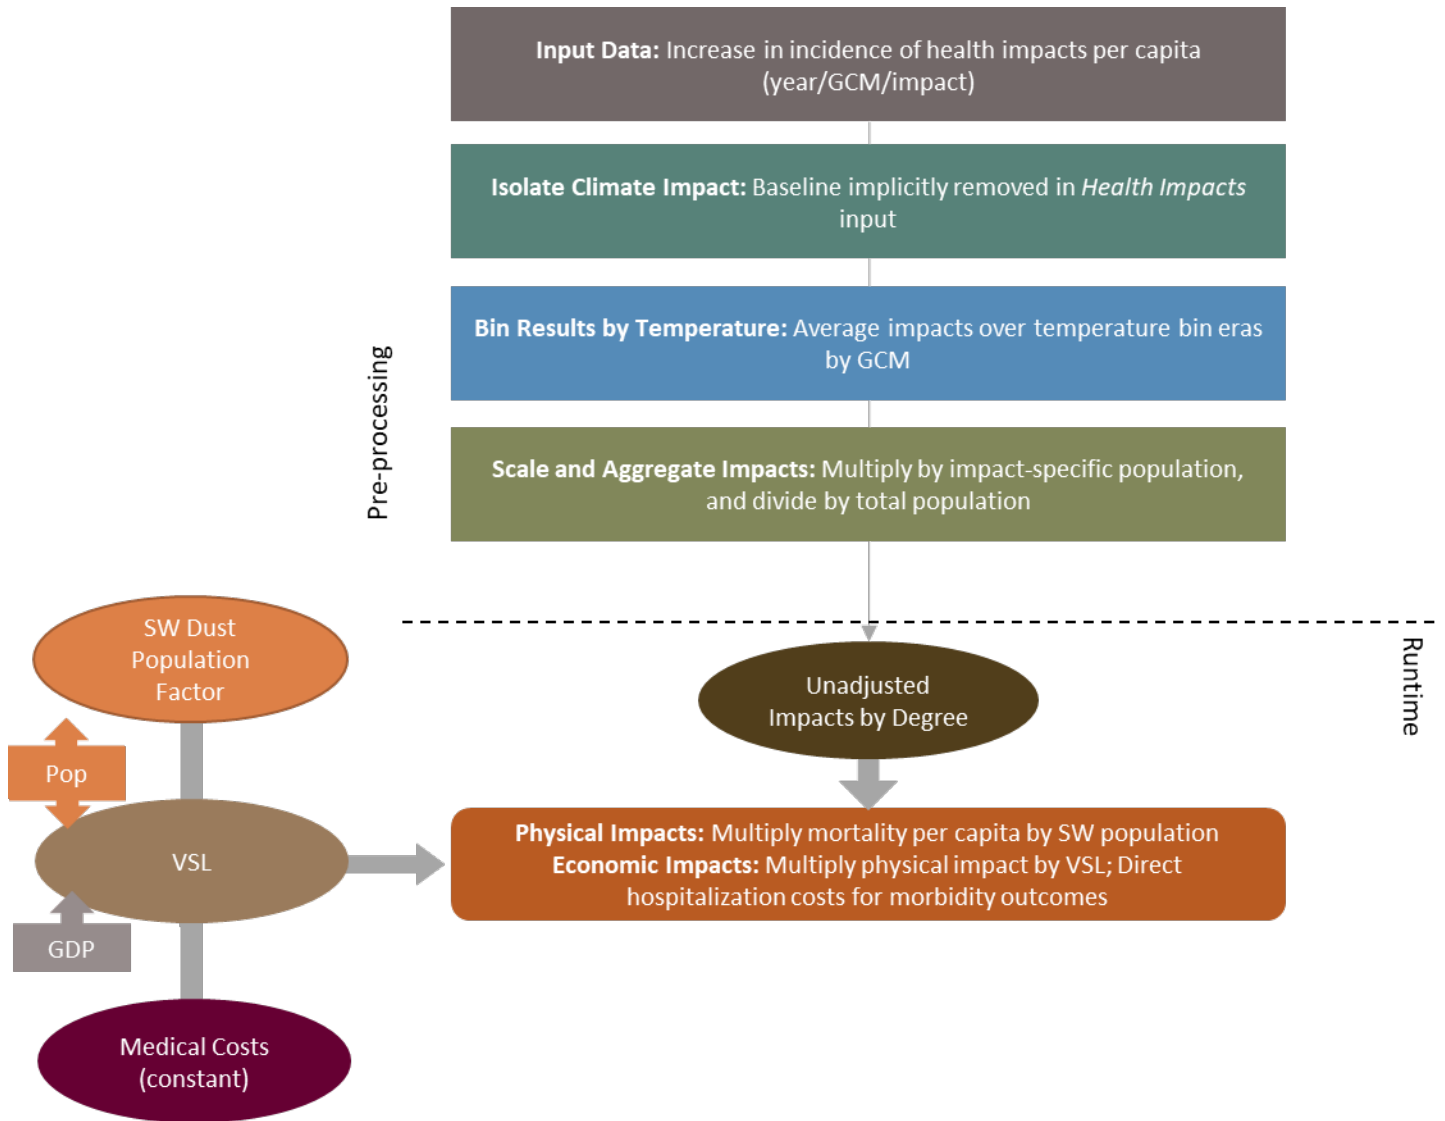 Input Data: Increase in incidence of health impacts per capita
(year/GCM/impact)
Isolate Climate Impact: Baseline implicitly removed in Health Impacts
input
Bin Results by Temperature: Average impacts over temperature bin eras
by GCM
Pre-processing
Scale and Aggregate Impacts: Multiply by impact-specific population,
and divide by total population
Runtime
SW Dust
Population
Factor
Unadjusted
Impacts by Degree
Pop
VSL
GDP
Physical Impacts: Multiply mortality per capita by SW population
Economic Impacts: Multiply physical impact by VSL; Direct
hospitalization costs for morbidity outcomes
Medical Costs
(constant)